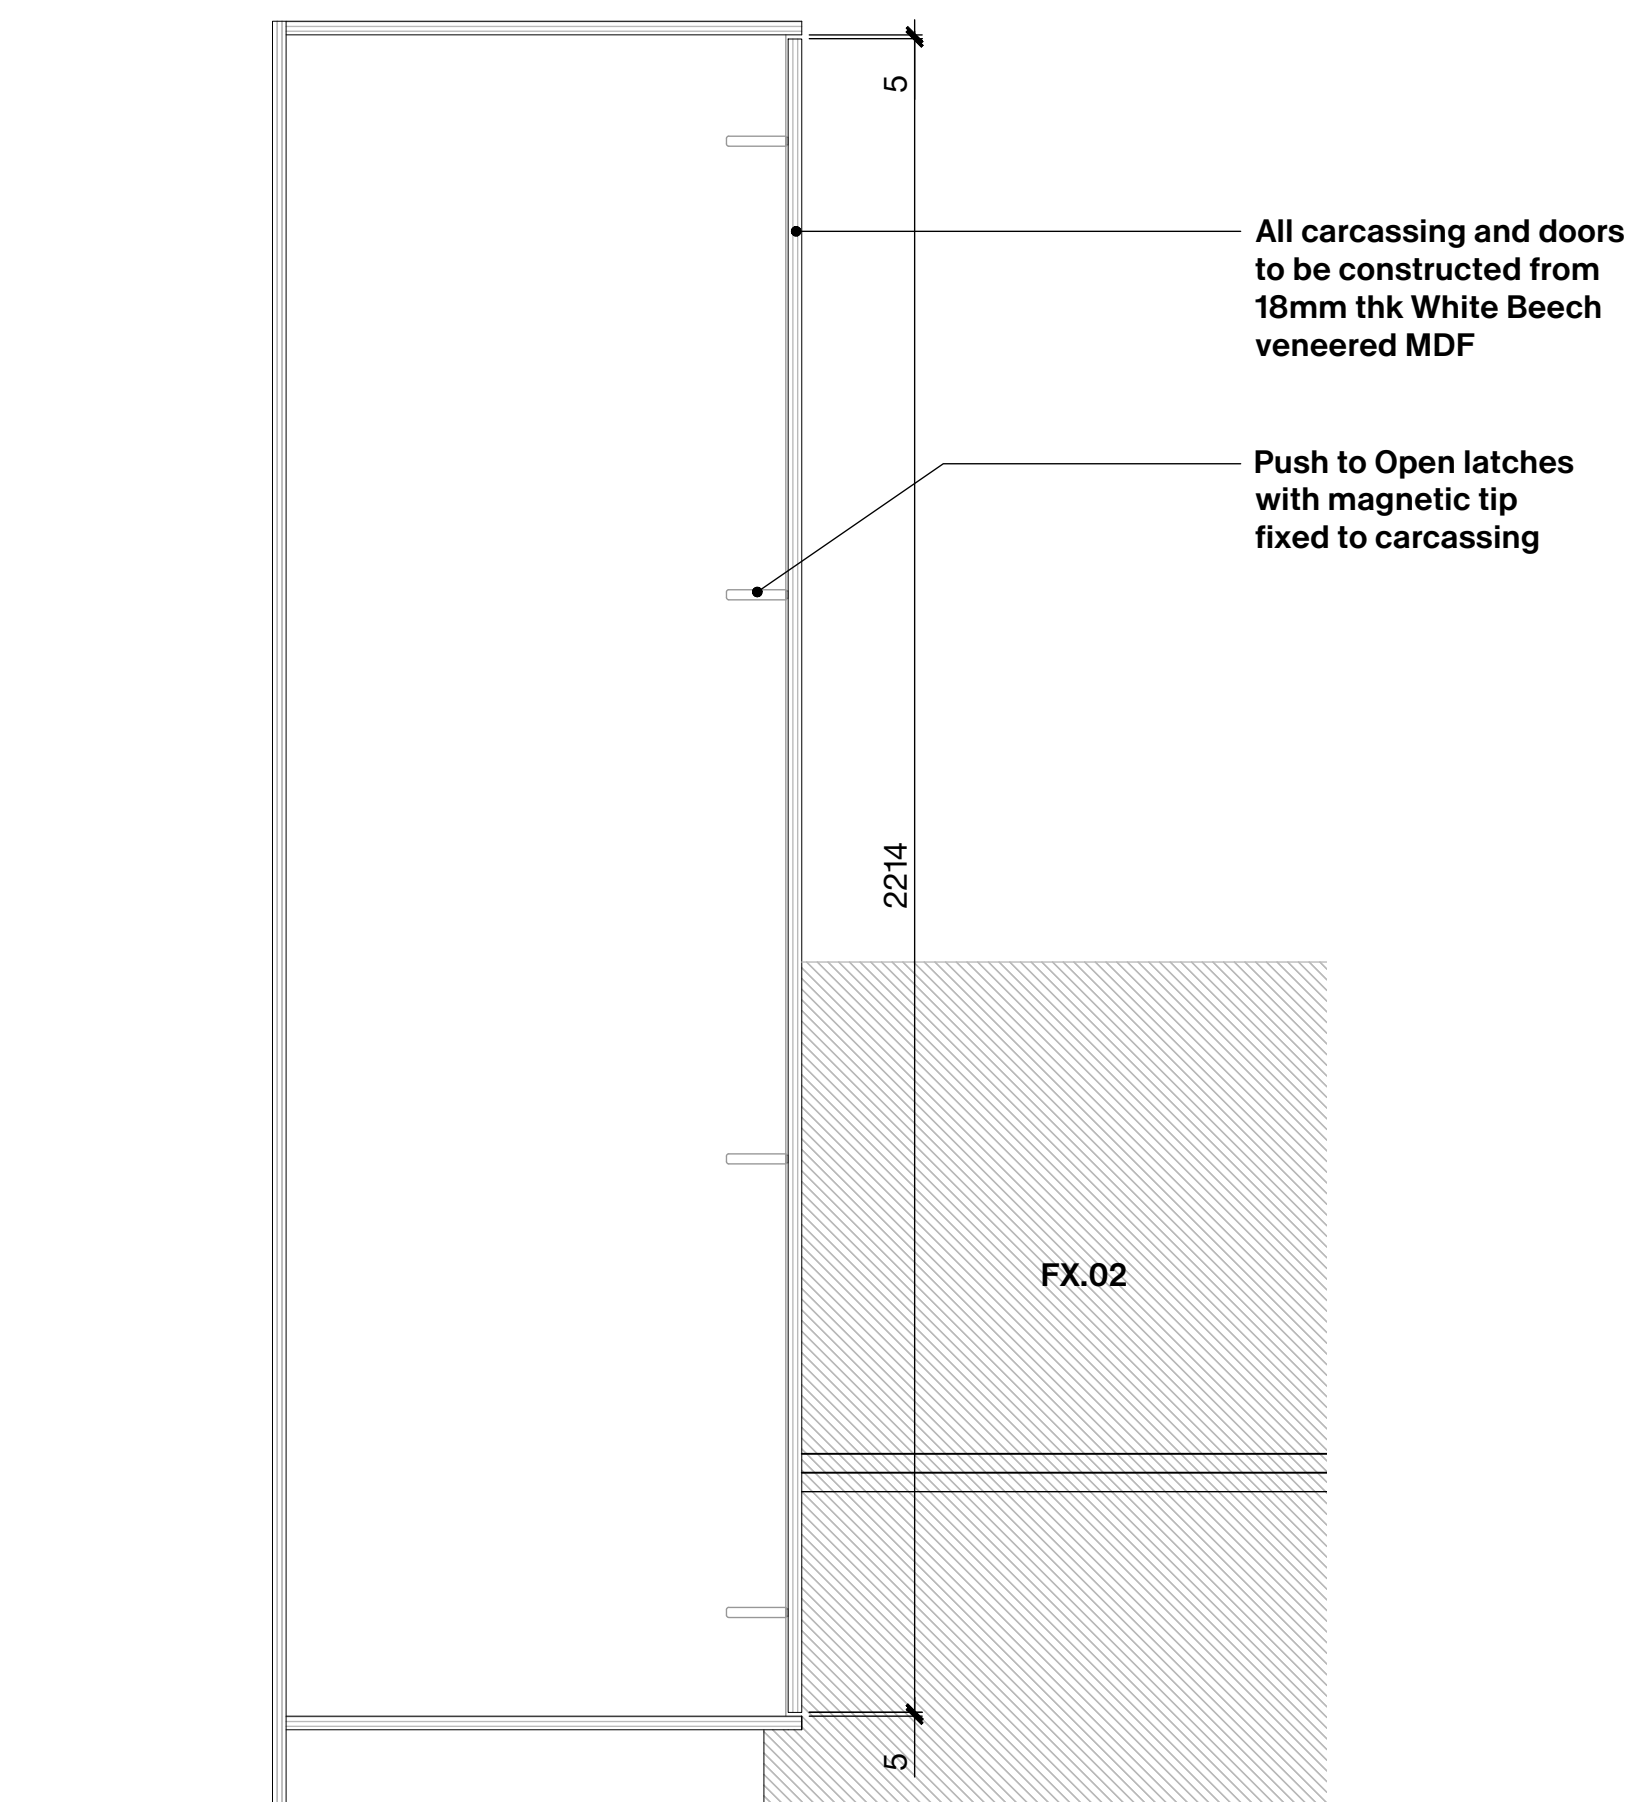 5
All carcassing and doors
to be constructed from
18mm thk White Beech
veneered MDF
Push to Open latches
with magnetic tip
fixed to carcassing
2214
FX.02
5